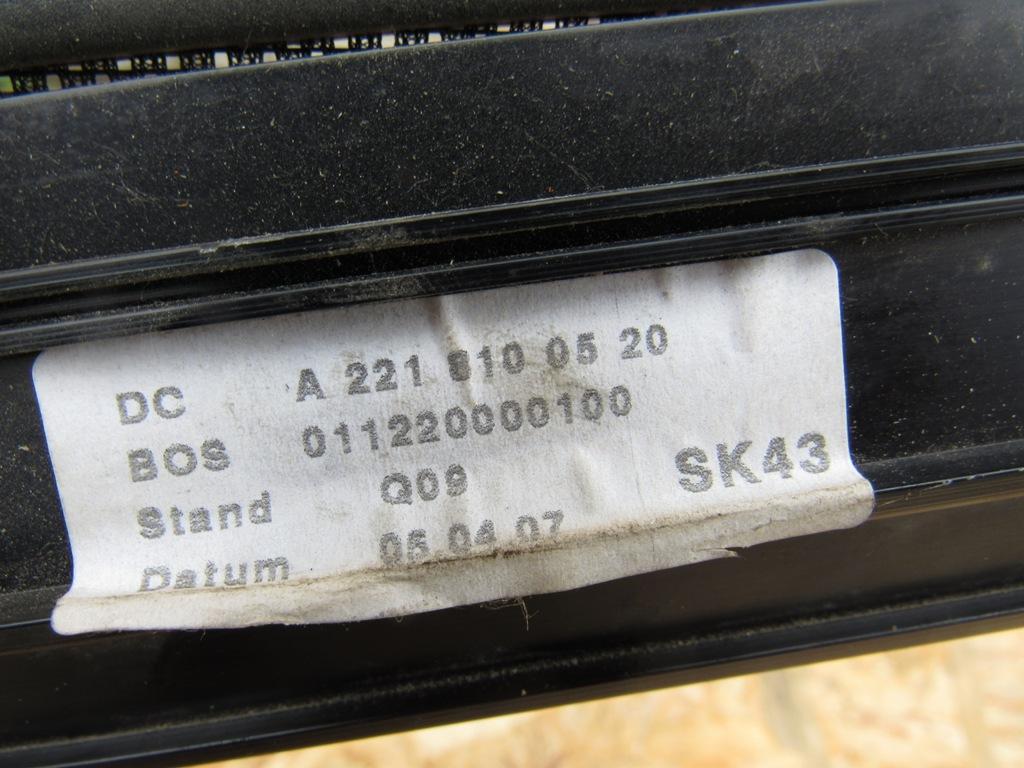 DC A 221 810 05 20
BOS 011220000100
Stand Q09 SK43
Datum 05 04 07